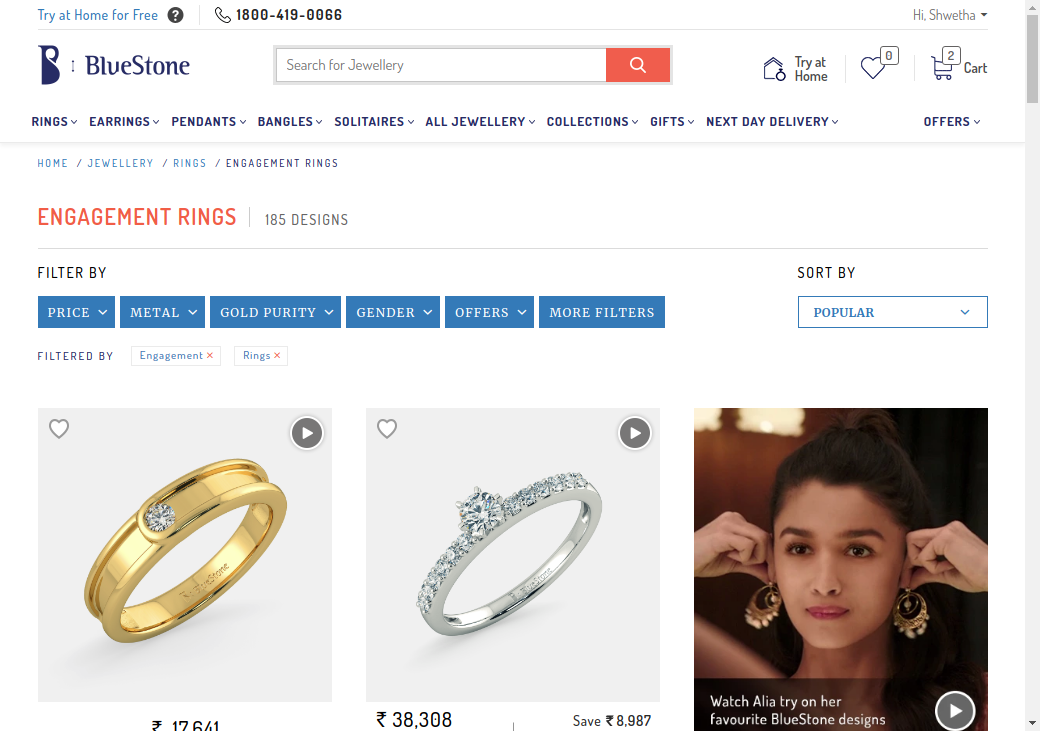 Try at Home for Free ?
1800-419-0066
Hi, Shwetha
BlueStone
Search for Jewellery
Try at
Home
0
2
Cart
RINGS EARRINGS PENDANTS BANGLES SOLITAIRES ALL JEWELLERY COLLECTIONS GIFTS NEXT DAY DELIVERY OFFERS
HOME / JEWELLERY / RINGS / ENGAGEMENT RINGS
ENGAGEMENT RINGS 185 DESIGNS
FILTER BY
SORT BY
PRICE METAL GOLD PURITY GENDER OFFERS MORE FILTERS
POPULAR
FILTERED BY Engagement × Rings ×
BlueStone
BlueStone
Watch Alia try on her
favourite BlueStone designs
₹ 17,641
₹ 38,308
Save ₹ 8,987